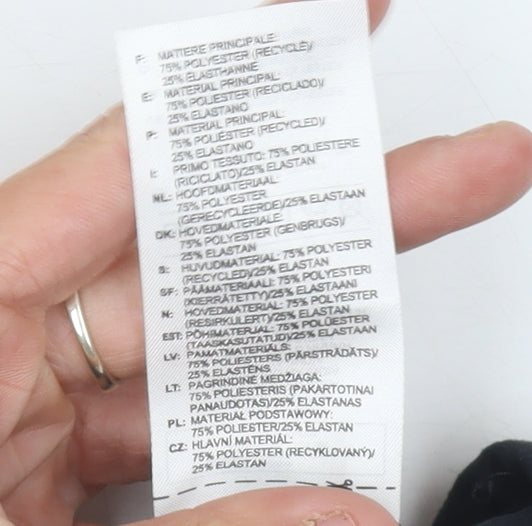 F: MATIERE PRINCIPALE:
75% POLYESTER (RECYCLÉ)/
25% ELASTHANNE
E: MATERIAL PRINCIPAL:
75% POLIESTER (RECICLADO)/
25% ELASTANO
P: MATERIAL PRINCIPAL:
75% POLIÉSTER (RECYCLED)/
25% ELASTANO
I: PRIMO TESSUTO: 75% POLIESTERE
(RICICLATO)/25% ELASTAN
NL: HOOFDMATERIAAL:
75% POLYESTER
(GERECYCLEERDE)/25% ELASTAAN
DK: HOVEDMATERIALE:
75% POLYESTER (GENBRUGS)/
25% ELASTAN
S: HUVUDMATERIAL: 75% POLYESTER
(RECYCLED)/25% ELASTAN
SF: PÄÄMATERIAALI: 75% POLYESTERI
(KIERRÄTETTY)/25% ELASTAANI
N: HOVEDMATERIAL: 75% POLYESTER
(RESIRKULERT)/25% ELASTAN
EST: PÕHIMATERJAL: 75% POLÜESTER
(TAASKASUTATUD)/25% ELASTAAN
LV: PAMATMATERIĀLS:
75% POLIESTERS (PĀRSTRĀDĀTS)/
25% ELASTĒNS
LT: PAGRINDINĖ MEDŽIAGA:
75% POLIESTERIS (PAKARTOTINAI
PANAUDOTAS)/25% ELASTANAS
PL: MATERIAŁ PODSTAWOWY:
75% POLIESTER/25% ELASTAN
CZ: HLAVNÍ MATERIÁL:
75% POLYESTER (RECYKLOVANÝ)/
25% ELASTAN